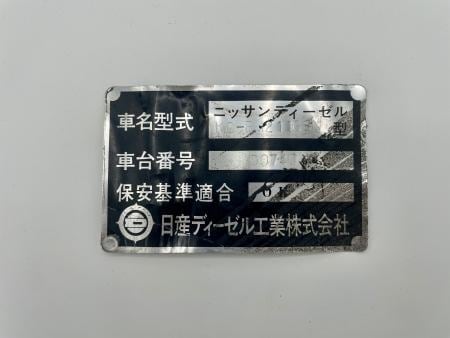 ニッサンディーゼル
車名型式 型
車台番号
保安基準適合 OK
日産ディーゼル工業株式会社